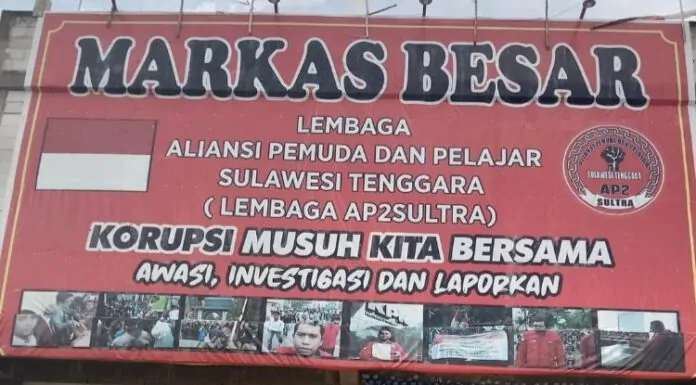 MARKAS BESAR
LEMBAGA
ALIANSI PEMUDA DAN PELAJAR
SULAWESI TENGGARA
( LEMBAGA AP2SULTRA)
SULAWESI TENGGARA
AP2
SULTRA
KORUPSI MUSUH KITA BERSAMA
AWASI, INVESTIGASI DAN LAPORKAN